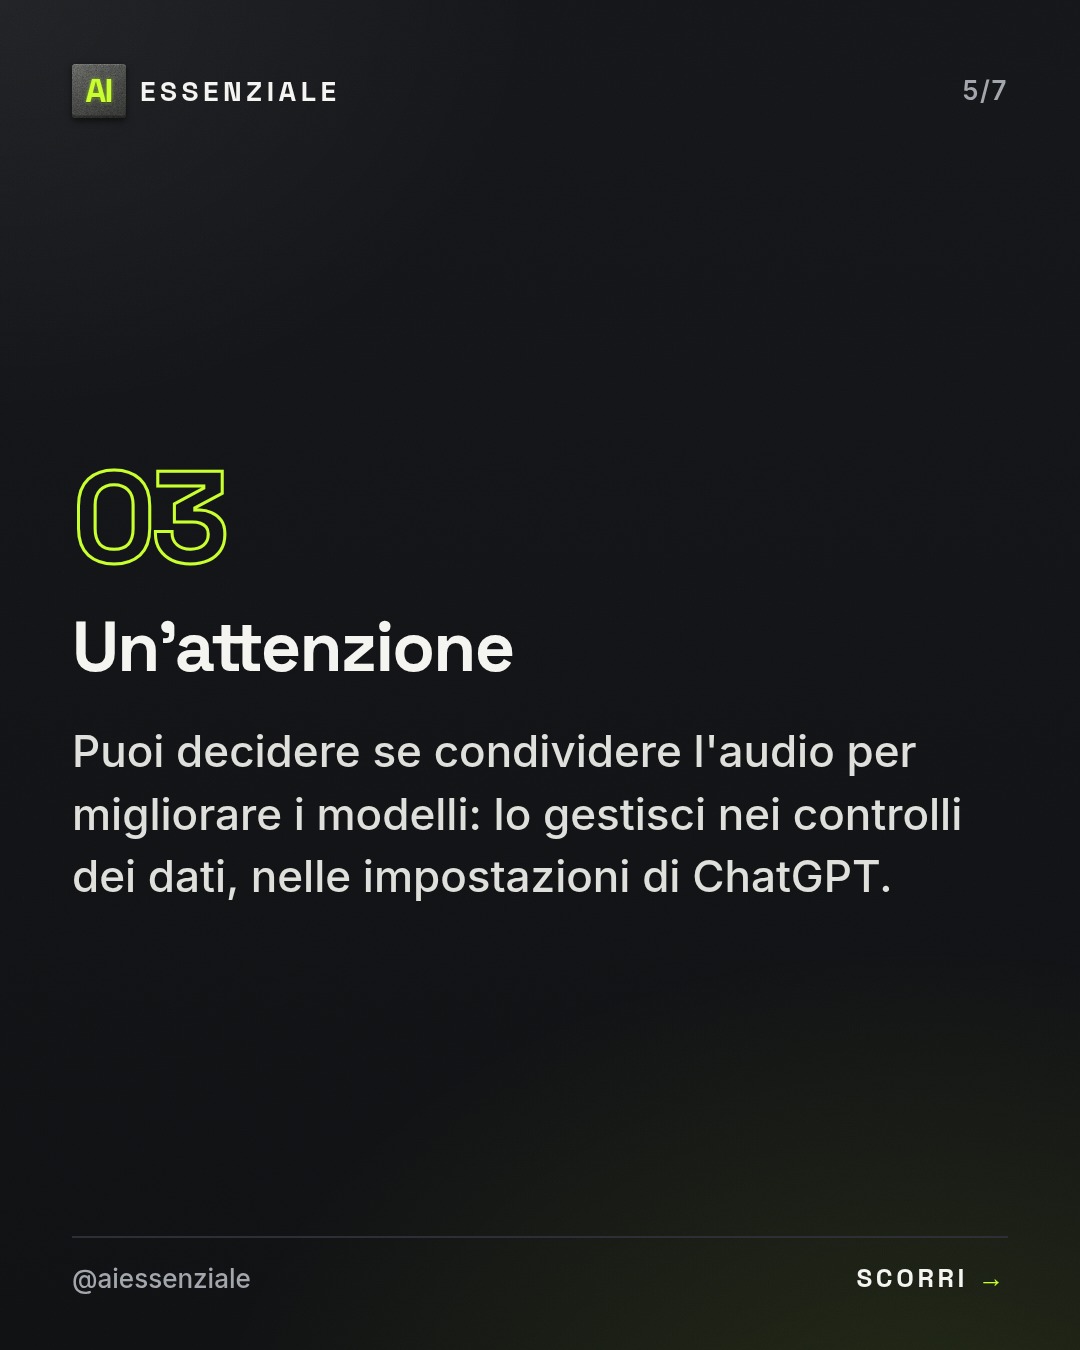 AI ESSENZIALE
5/7
03
Un’attenzione
Puoi decidere se condividere l'audio per
migliorare i modelli: lo gestisci nei controlli
dei dati, nelle impostazioni di ChatGPT.
@aiessenziale
SCORRI →